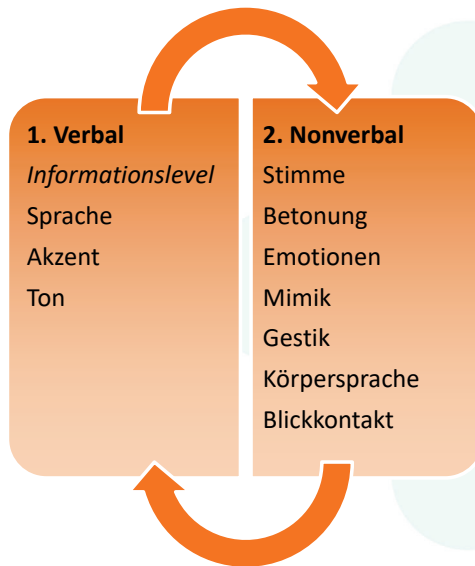 1. Verbal
Informationslevel
Sprache
Akzent
Ton
2. Nonverbal
Stimme
Betonung
Emotionen
Mimik
Gestik
Körpersprache
Blickkontakt